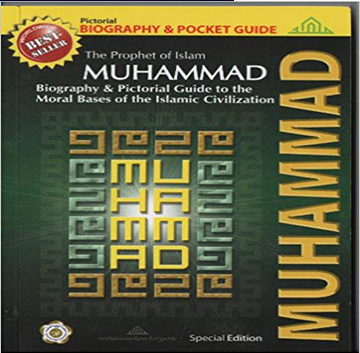 Pictorial
BIOGRAPHY & POCKET GUIDE
WORLDWIDE
BEST-
SELLER
The Prophet of Islam
MUHAMMAD
Biography & Pictorial Guide to the
Moral Bases of the Islamic Civilization
MU
HA
MM
AD
MUHAMMAD
Special Edition